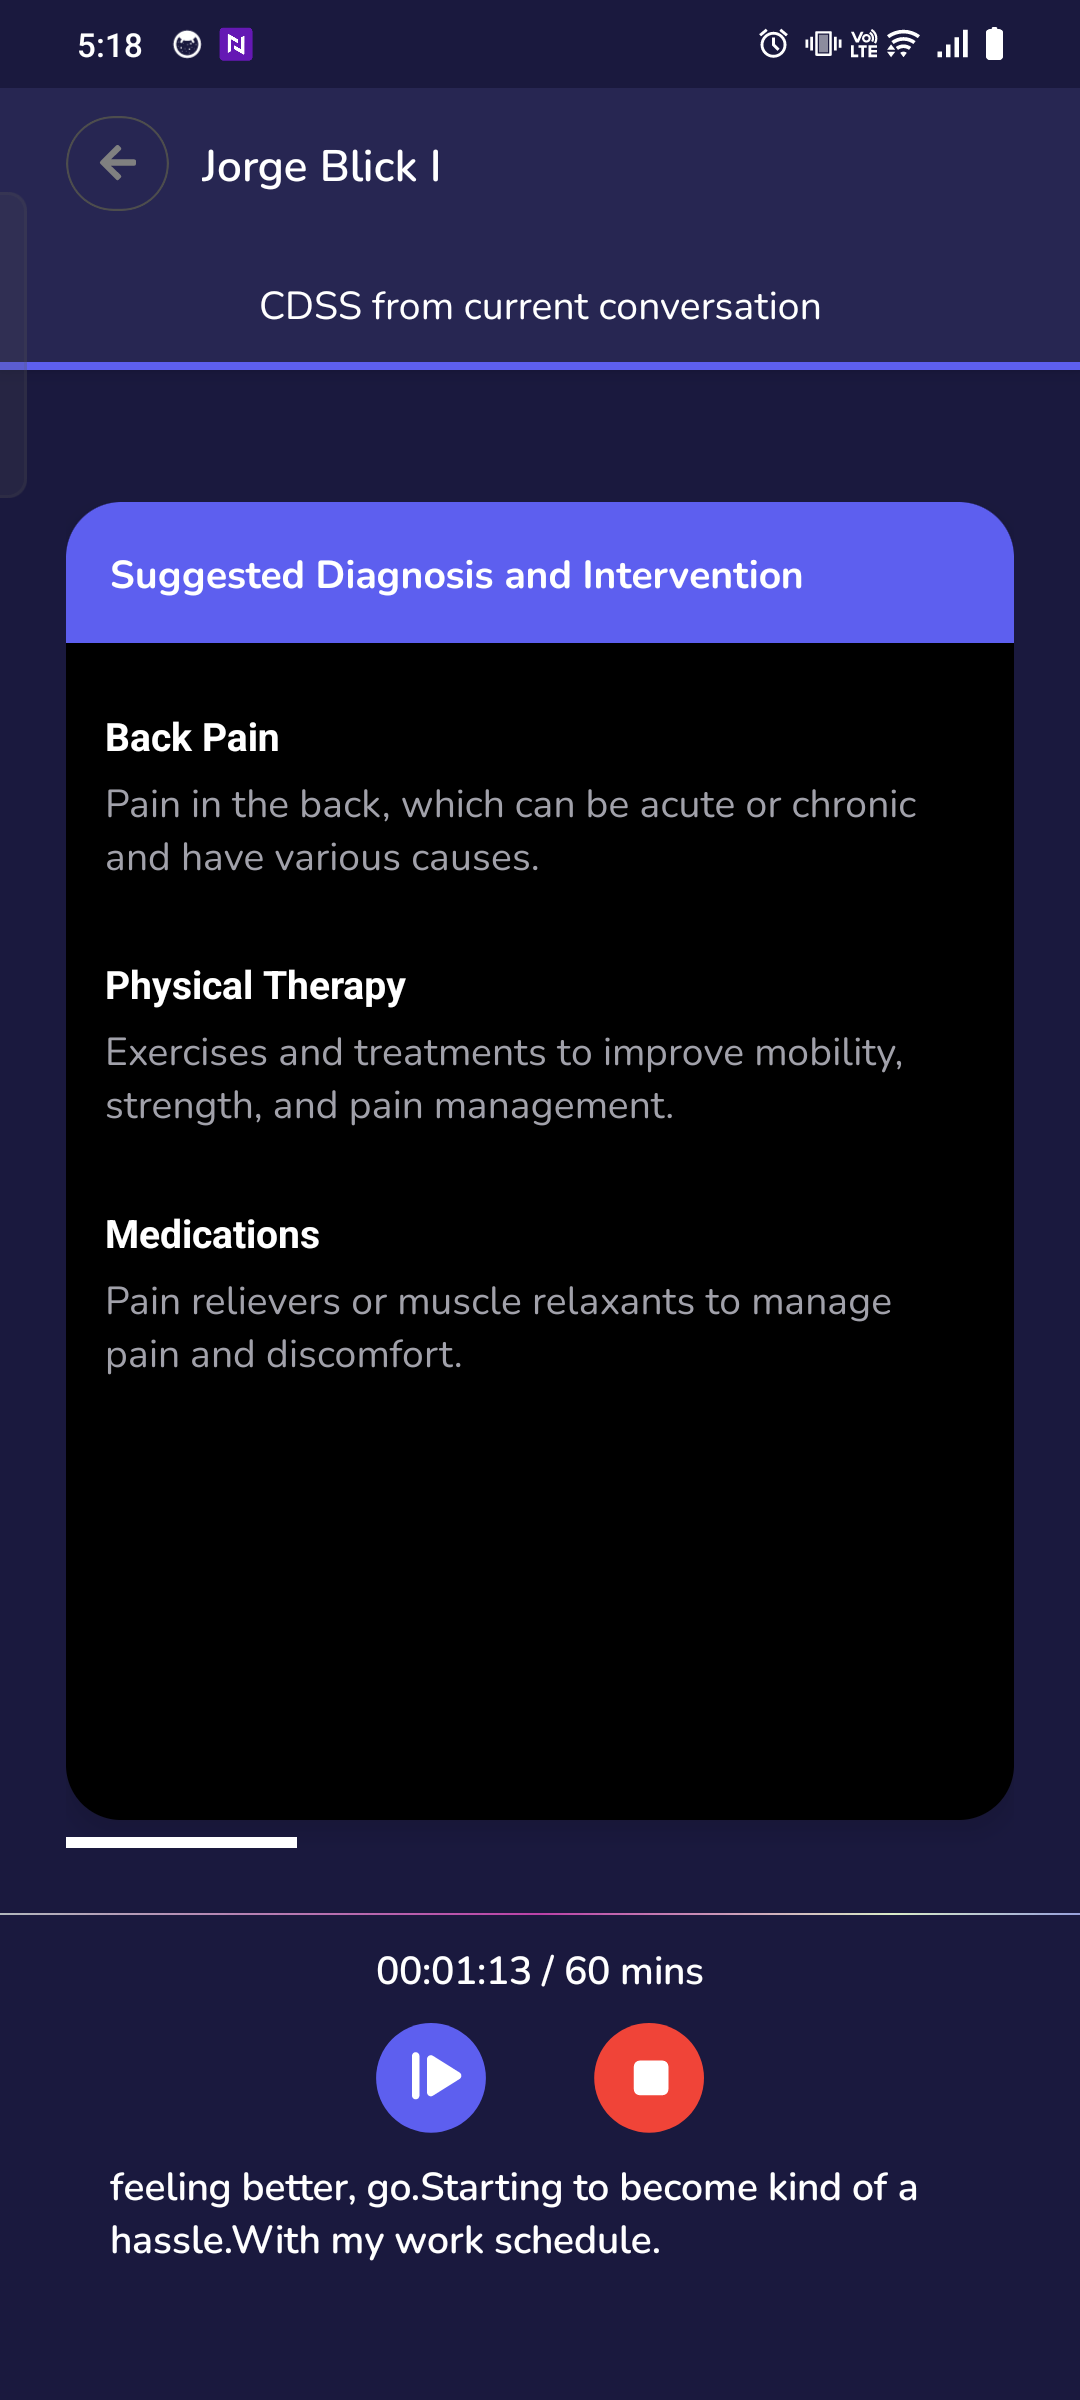 5:18
N
Vo))
LTE
Jorge Blick I
CDSS from current conversation
Suggested Diagnosis and Intervention
Back Pain
Pain in the back, which can be acute or chronic
and have various causes.
Physical Therapy
Exercises and treatments to improve mobility,
strength, and pain management.
Medications
Pain relievers or muscle relaxants to manage
pain and discomfort.
00:01:13 / 60 mins
feeling better, go.Starting to become kind of a
hassle.With my work schedule.